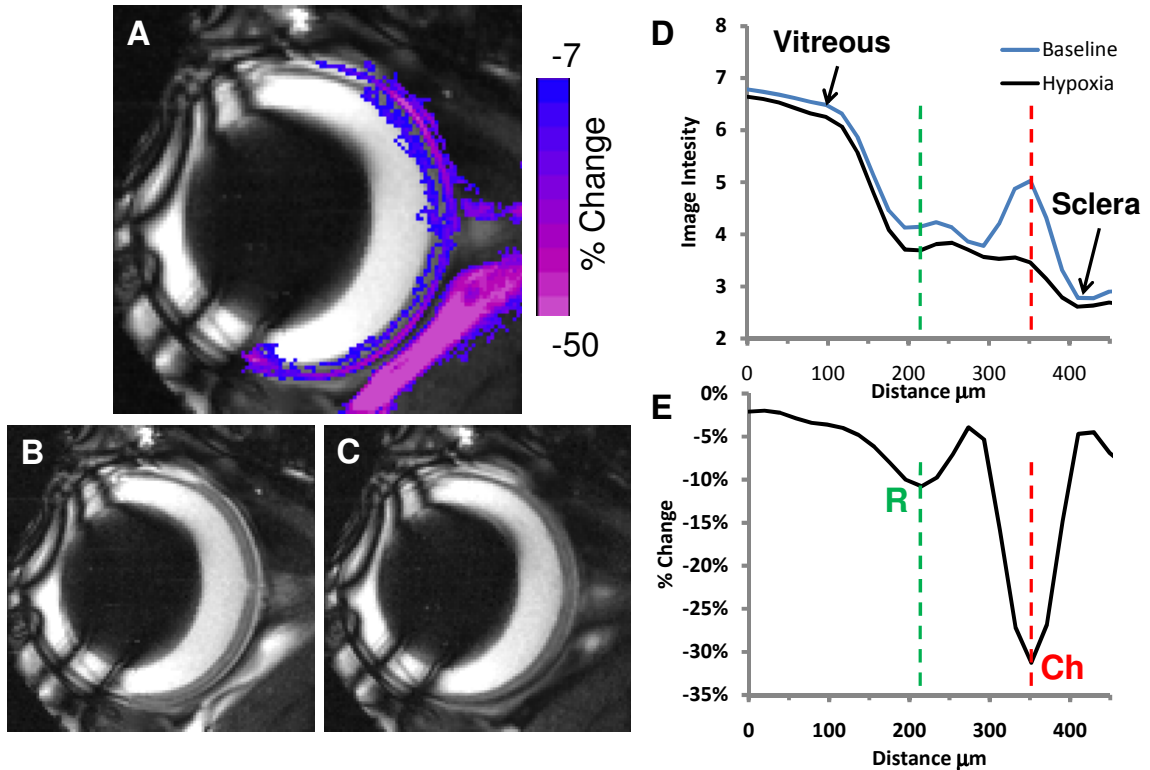 A
-7
% Change
-50
B
C
D
8
7
6
5
4
3
2
Image Intesity
Vitreous
Baseline
Hypoxia
Sclera
0
100
200
300
400
Distance µm
E
0%
-5%
-10%
-15%
-20%
-25%
-30%
-35%
% Change
R
Ch
0
100
200
300
400
Distance µm